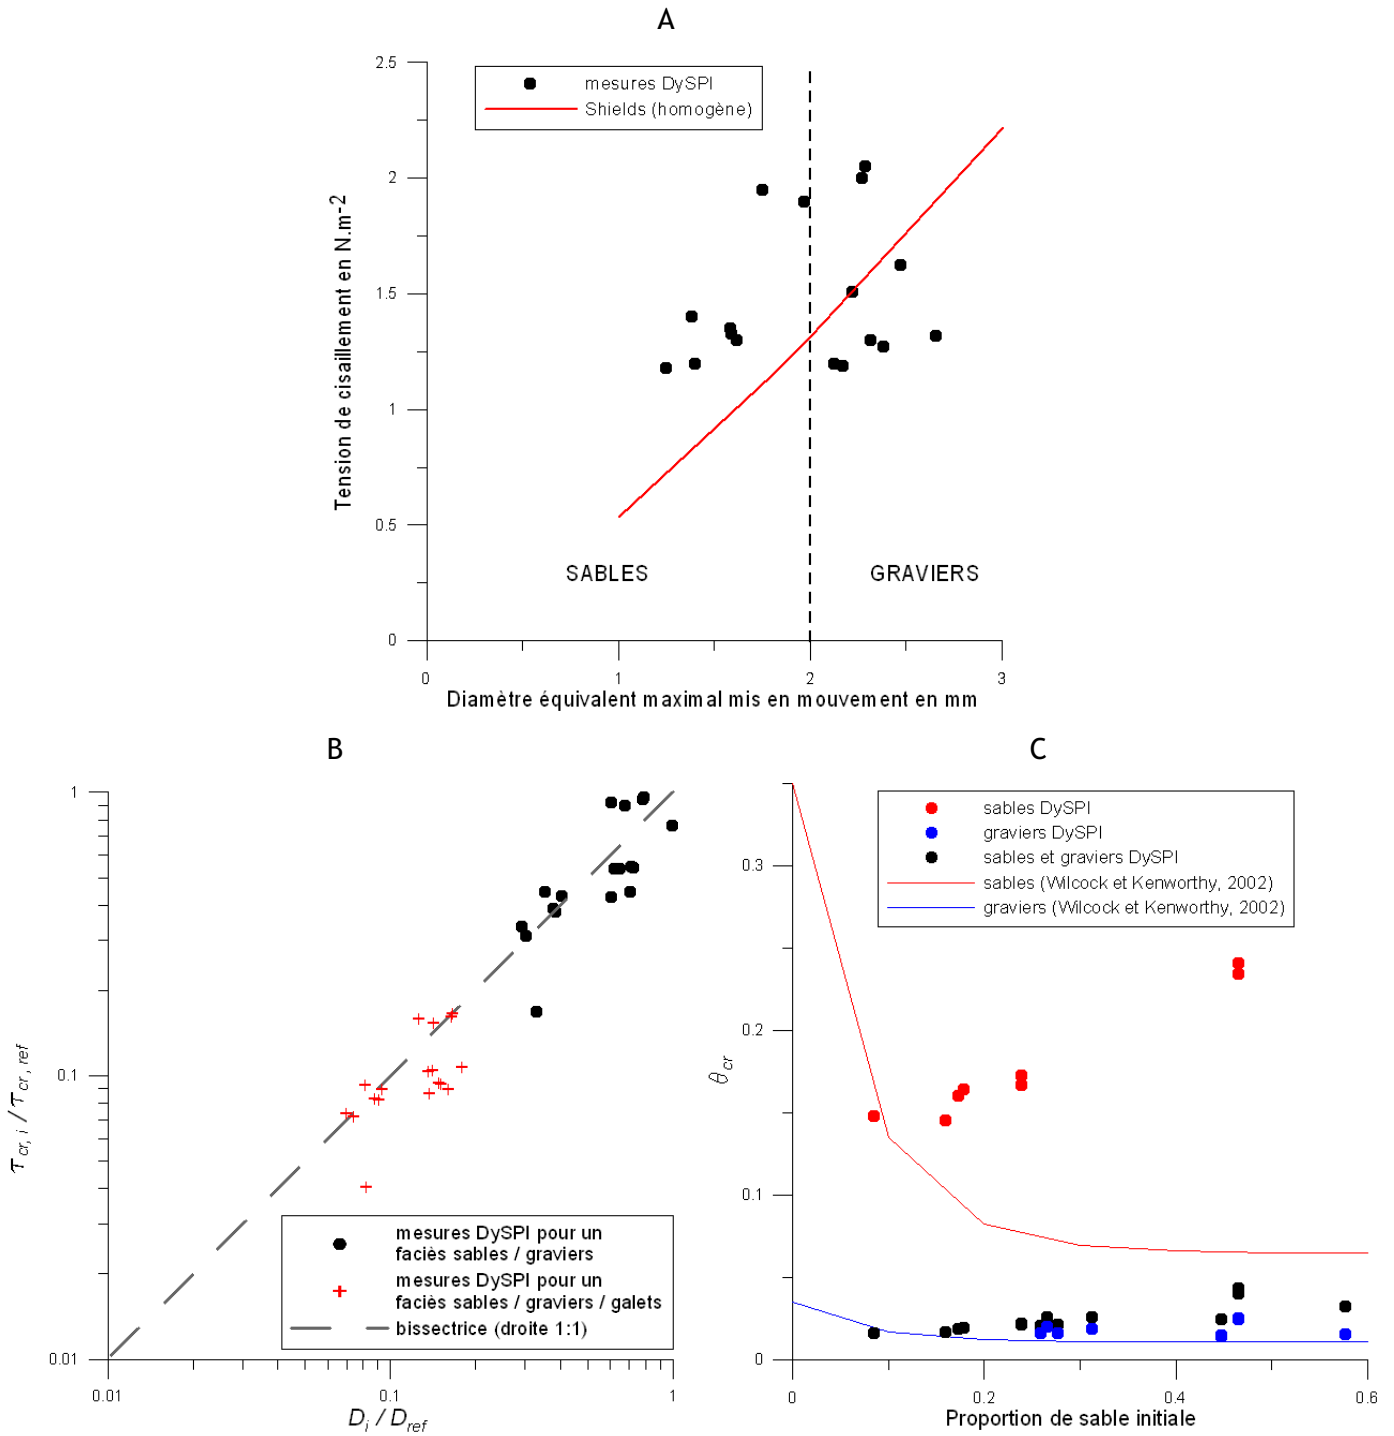 A
2.5
2
1.5
1
0.5
0
Tension de cisaillement en N.m-2
mesures DySPI
Shields (homogène)
SABLES
GRAVIERS
0
1
2
3
Diamètre équivalent maximal mis en mouvement en mm
B
1
0.1
0.01
τcr, i / τcr, ref
mesures DySPI pour un
faciès sables / graviers
mesures DySPI pour un
faciès sables / graviers / galets
bissectrice (droite 1:1)
0.01
0.1
1
Di / Dref
C
0.3
0.2
0.1
0
θcr
sables DySPI
graviers DySPI
sables et graviers DySPI
sables (Wilcock et Kenworthy, 2002)
graviers (Wilcock et Kenworthy, 2002)
0
0.2
0.4
0.6
Proportion de sable initiale